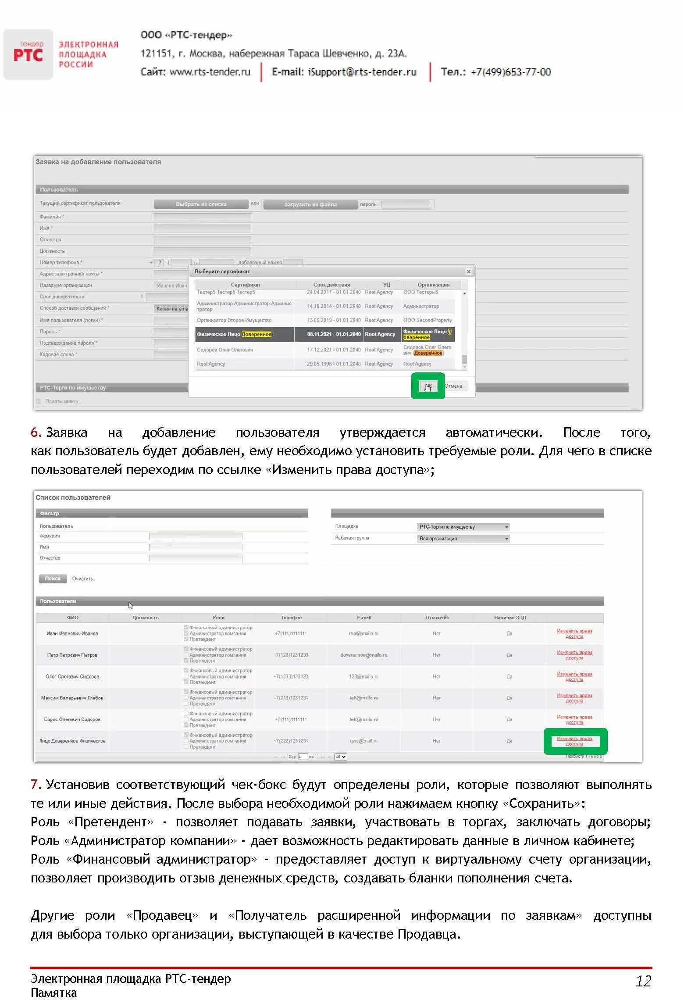 тендер
РТС
ЭЛЕКТРОННАЯ
ПЛОЩАДКА
РОССИИ
ООО «РТС-тендер»
121151, г. Москва, набережная Тараса Шевченко, д. 23А.
Сайт: www.rts-tender.ru E-mail: iSupport@rts-tender.ru Тел.: +7(499)653-77-00
Заявка на добавление пользователя
Пользователь
Текущий сертификат пользователя Выбрать из списка или Загрузить из файла пароль:
Фамилия *
Имя *
Отчество
Должность
Номер телефона * + 7 - ( ) - добавочный номер
Адрес электронной почты *
Название организации Иванов Иван
Срок доверенности с
Способ доставки сообщений * Копия на ema
Имя пользователя (логин) *
Пароль *
Подтверждение пароля *
Кодовое слово *
РТС-Торги по имуществу
Подать заявку
Выберите сертификат
Сертификат Срок действия УЦ Организация
Тестер5 Тестер5 Тестер5 24.04.2017 - 01.01.2040 Root Agency ООО Тестеры5
Администратор Администратор Админис
тратор 14.10.2014 - 01.01.2040 Root Agency Администратор
Организатор Второе Имущество 13.09.2019 - 01.01.2040 Root Agency ООО SecondProperty
Физическое Лицо Доверенное 08.11.2021 - 01.01.2040 Root Agency Физическое Лицо Д
оверенное
Сидоров Олег Олегович 17.12.2021 - 01.01.2040 Root Agency Сидоров Олег Олего
вич (Доверенное)
Root Agency 29.05.1996 - 01.01.2040 Root Agency Root Agency
ОК Отмена
6. Заявка на добавление пользователя утверждается автоматически. После того,
как пользователь будет добавлен, ему необходимо установить требуемые роли. Для чего в списке
пользователей переходим по ссылке «Изменить права доступа»;
Список пользователей
Фильтр
Пользователь Площадка РТС-Торги по имуществу
Фамилия Рабочая группа Вся организация
Имя
Отчество
Поиск Очистить
Пользователи
ФИО Должность Роли Телефон E-mail Отключён Наличие ЭЦП
Финансовый администратор
Иван Иванович Иванов Администратор компании +7(111)1111111 real@mailo.ru Нет Да Изменить права
доступа
Претендент
Финансовый администратор
Петр Петрович Петров Администратор компании +7(123)1231233 doverennoe@mailo.ru Нет Да Изменить права
доступа
Претендент
Финансовый администратор
Олег Олегович Сидоров Администратор компании +7(1233)123123 123@mailo.ru Нет Да Изменить права
доступа
Претендент
Финансовый администратор
Максим Валерьевич Глебов Администратор компании +7(213)1231231 teft@mailo.ru Нет Да Изменить права
доступа
Претендент
Финансовый администратор
Борис Олегович Сидоров Администратор компании +7(111)1111111 teft@mailo.ru Нет Да Изменить права
доступа
Претендент
Финансовый администратор
Лицо Доверенное Физическое Администратор компании +7(222)1231231 qwe@mail.ru Нет Да Изменить права
доступа
Претендент
Стр. 1 из 1 10 Просмотр 1 - 6 из 6
7. Установив соответствующий чек-бокс будут определены роли, которые позволяют выполнять
те или иные действия. После выбора необходимой роли нажимаем кнопку «Сохранить»:
Роль «Претендент» - позволяет подавать заявки, участвовать в торгах, заключать договоры;
Роль «Администратор компании» - дает возможность редактировать данные в личном кабинете;
Роль «Финансовый администратор» - предоставляет доступ к виртуальному счету организации,
позволяет производить отзыв денежных средств, создавать бланки пополнения счета.
Другие роли «Продавец» и «Получатель расширенной информации по заявкам» доступны
для выбора только организации, выступающей в качестве Продавца.
Электронная площадка РТС-тендер 12
Памятка